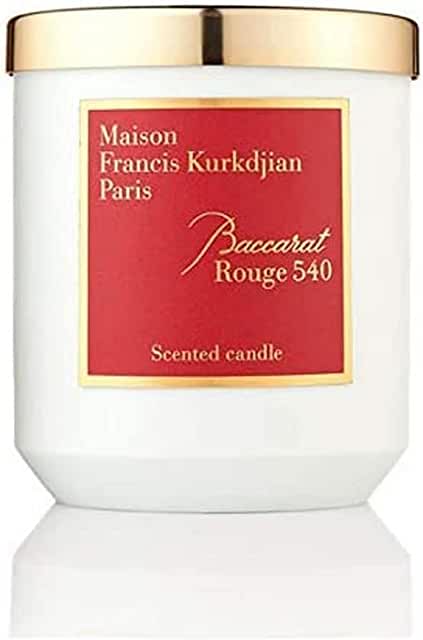 Maison
Francis Kurkdjian
Paris
Baccarat
Rouge 540
Scented candle